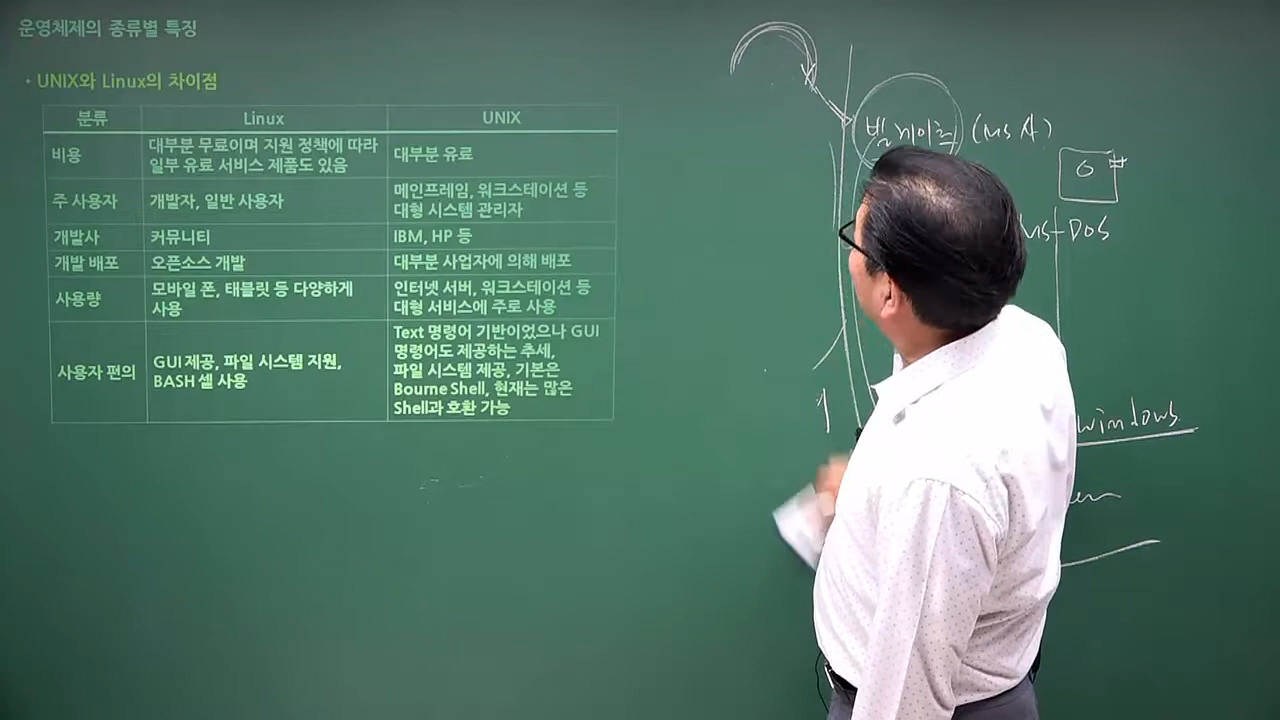 운영체제의 종류별 특징
• UNIX와 Linux의 차이점
분류 Linux UNIX
비용
대부분 무료이며 지원 정책에 따라
일부 유료 서비스 제품도 있음
대부분 유료
주 사용자
개발자, 일반 사용자
메인프레임, 워크스테이션 등
대형 시스템 관리자
개발사 커뮤니티 IBM, HP 등
개발 배포 오픈소스 개발 대부분 사업자에 의해 배포
사용량
모바일 폰, 태블릿 등 다양하게
사용
인터넷 서버, 워크스테이션 등
대형 서비스에 주로 사용
사용자 편의
GUI 제공, 파일 시스템 지원,
BASH 셸 사용
Text 명령어 기반이었으나 GUI
명령어도 제공하는 추세,
파일 시스템 제공, 기본은
Bourne Shell, 현재는 많은
Shell과 호환 가능
빌게이츠 (MS사)
MS-DOS
windows